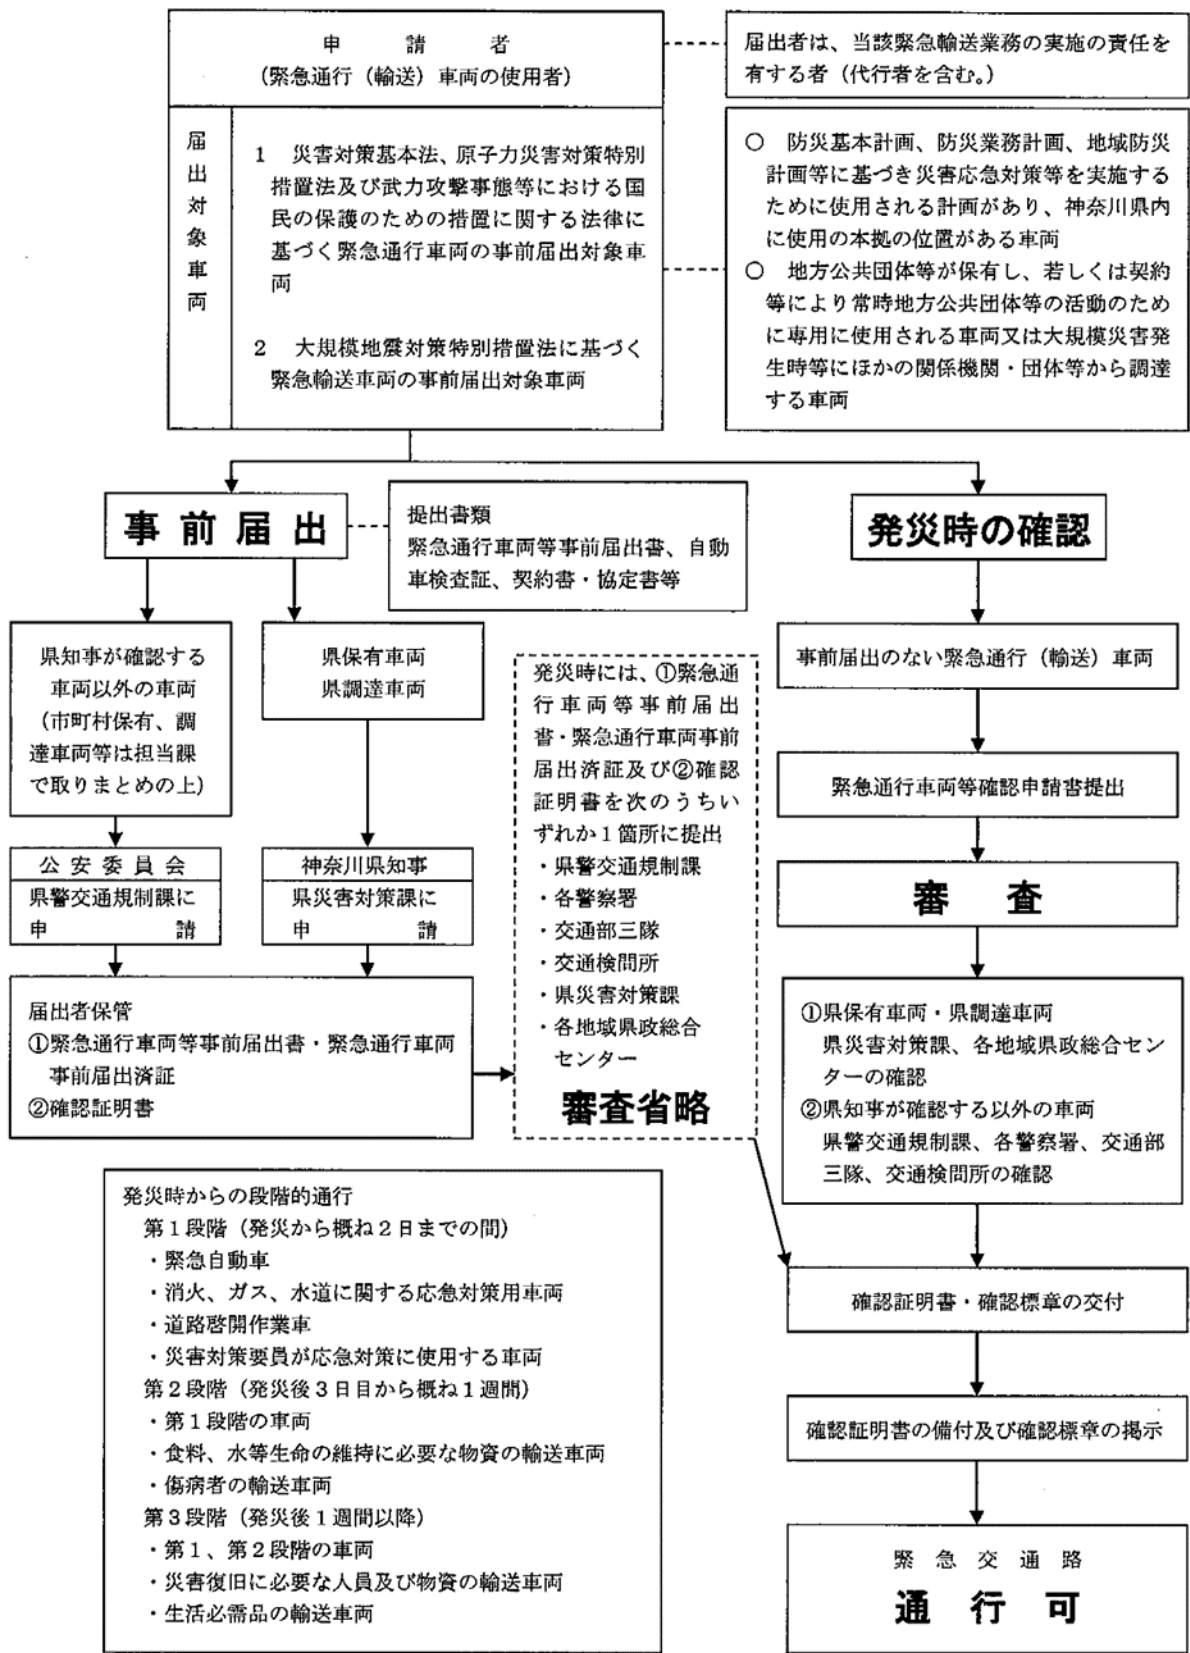 申請者
(緊急通行(輸送)車両の使用者)
届出者は、当該緊急輸送業務の実施の責任を
有する者(代行者を含む。)
届出対象車両
1 災害対策基本法、原子力災害対策特別
措置法及び武力攻撃事態等における国
民の保護のための措置に関する法律に
基づく緊急通行車両の事前届出対象車
両
2 大規模地震対策特別措置法に基づく
緊急輸送車両の事前届出対象車両
○ 防災基本計画、防災業務計画、地域防災
計画等に基づき災害応急対策等を実施する
ために使用される計画があり、神奈川県内
に使用の本拠の位置がある車両
○ 地方公共団体等が保有し、若しくは契約
等により常時地方公共団体等の活動のため
に専用に使用される車両又は大規模災害発
生時等にほかの関係機関・団体等から調達
する車両
事前届出
提出書類
緊急通行車両等事前届出書、自動
車検査証、契約書・協定書等
発災時の確認
県知事が確認する
車両以外の車両
(市町村保有、調
達車両等は担当課
で取りまとめの上)
県保有車両
県調達車両
公安委員会
県警交通規制課に
申請
神奈川県知事
県災害対策課に
申請
届出者保管
①緊急通行車両等事前届出書・緊急通行車両
事前届出済証
②確認証明書
発災時には、①緊急通
行車両等事前届出
書・緊急通行車両事前
届出済証及び②確認
証明書を次のうちい
ずれか1箇所に提出
・県警交通規制課
・各警察署
・交通部三隊
・交通検問所
・県災害対策課
・各地域県政総合
センター
審査省略
事前届出のない緊急通行(輸送)車両
緊急通行車両等確認申請書提出
審査
①県保有車両・県調達車両
県災害対策課、各地域県政総合セン
ターの確認
②県知事が確認する以外の車両
県警交通規制課、各警察署、交通部
三隊、交通検問所の確認
確認証明書・確認標章の交付
確認証明書の備付及び確認標章の掲示
緊急交通路
通行可
発災時からの段階的通行
第1段階(発災から概ね2日までの間)
・緊急自動車
・消火、ガス、水道に関する応急対策用車両
・道路啓開作業車
・災害対策要員が応急対策に使用する車両
第2段階(発災後3日目から概ね1週間)
・第1段階の車両
・食料、水等生命の維持に必要な物資の輸送車両
・傷病者の輸送車両
第3段階(発災後1週間以降)
・第1、第2段階の車両
・災害復旧に必要な人員及び物資の輸送車両
・生活必需品の輸送車両